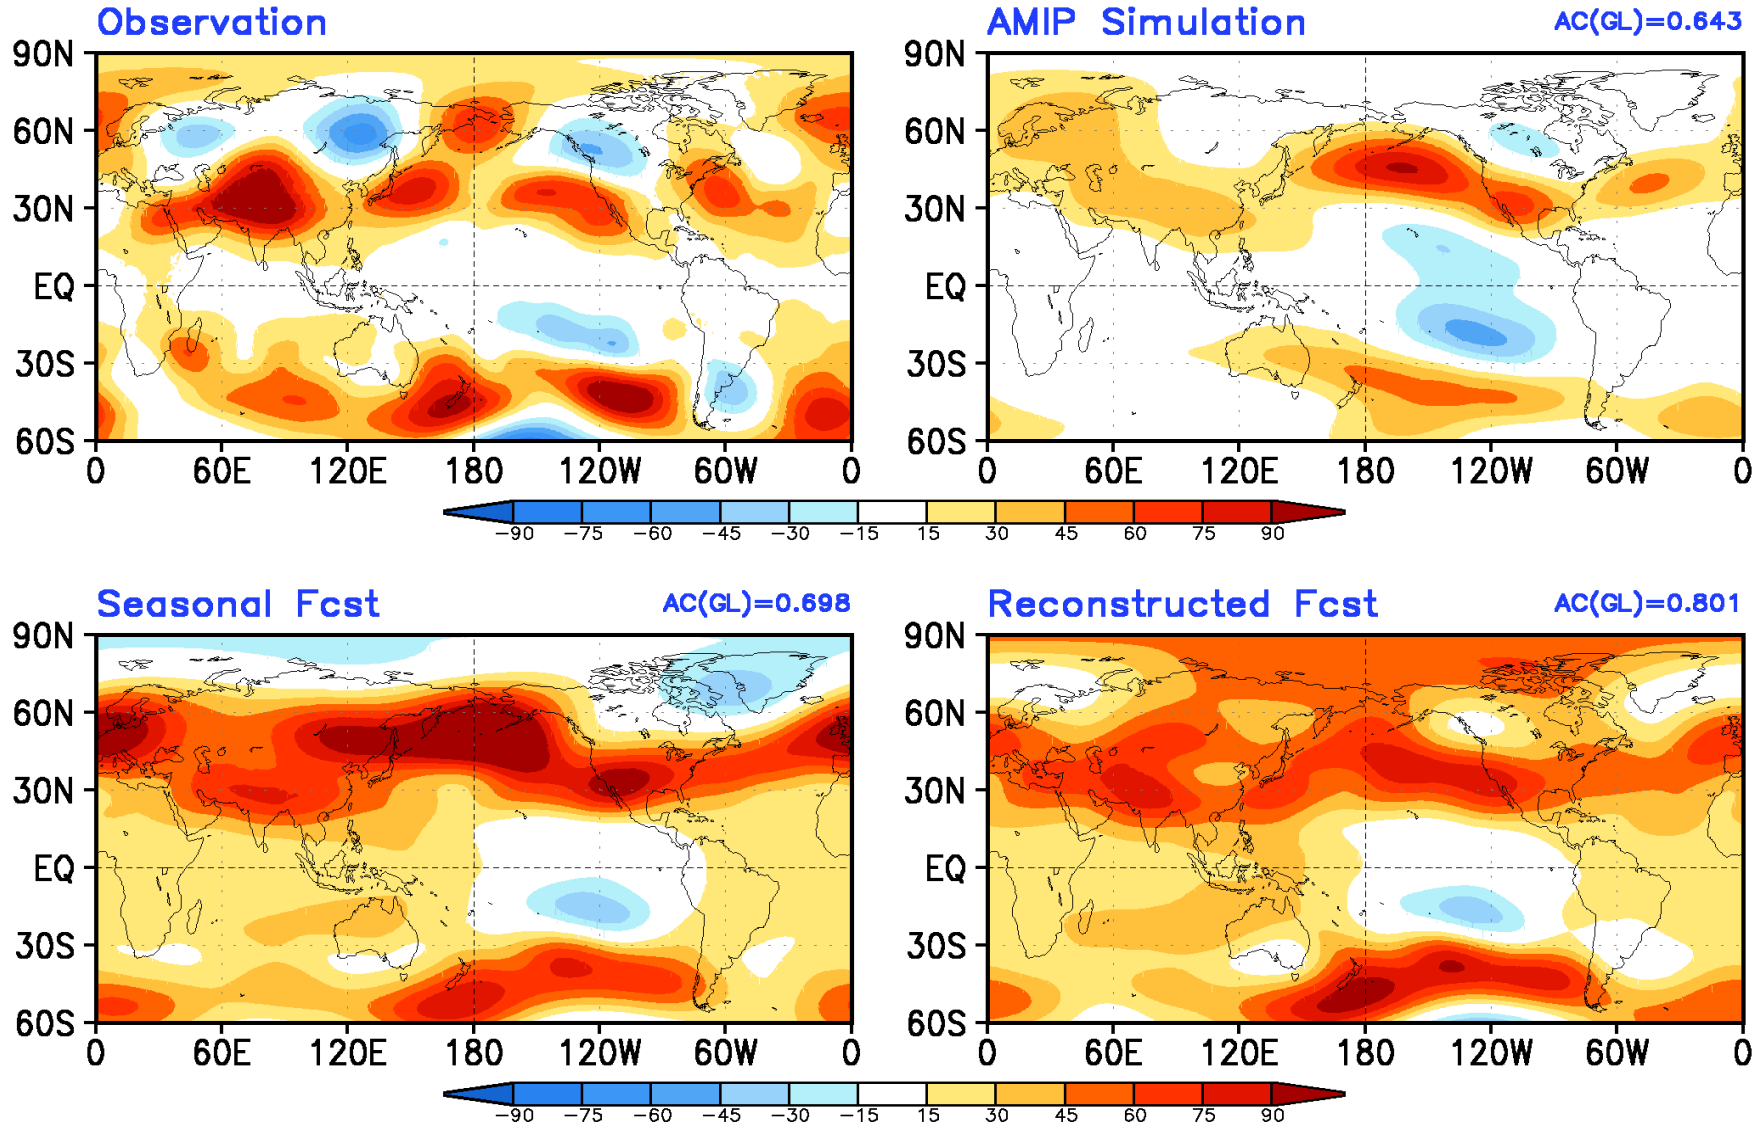 Observation
AMIP Simulation AC(GL)=0.643
90N 90N
60N 60N
30N 30N
EQ EQ
30S 30S
60S 60S
0 60E 120E 180 120W 60W 0 0 60E 120E 180 120W 60W 0
-90 -75 -60 -45 -30 -15 15 30 45 60 75 90
Seasonal Fcst AC(GL)=0.698
Reconstructed Fcst AC(GL)=0.801
90N 90N
60N 60N
30N 30N
EQ EQ
30S 30S
60S 60S
0 60E 120E 180 120W 60W 0 0 60E 120E 180 120W 60W 0
-90 -75 -60 -45 -30 -15 15 30 45 60 75 90